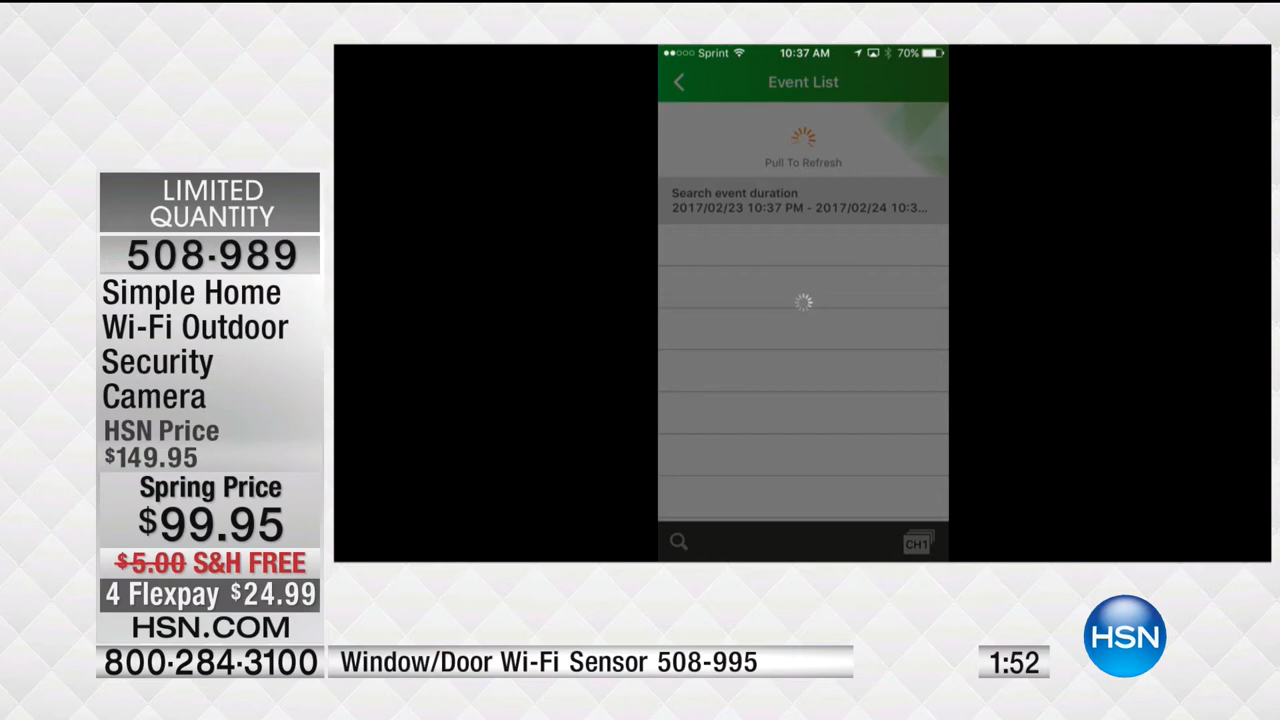 Sprint 10:37 AM 70%
Event List
Pull To Refresh
Search event duration
2017/02/23 10:37 PM - 2017/02/24 10:3...
CH1
LIMITED
QUANTITY
508-989
Simple Home
Wi-Fi Outdoor
Security
Camera
HSN Price
$149.95
Spring Price
$99.95
$5.00 S&H FREE
4 Flexpay $24.99
HSN.COM
800·284·3100
Window/Door Wi-Fi Sensor 508-995
1:52
HSN